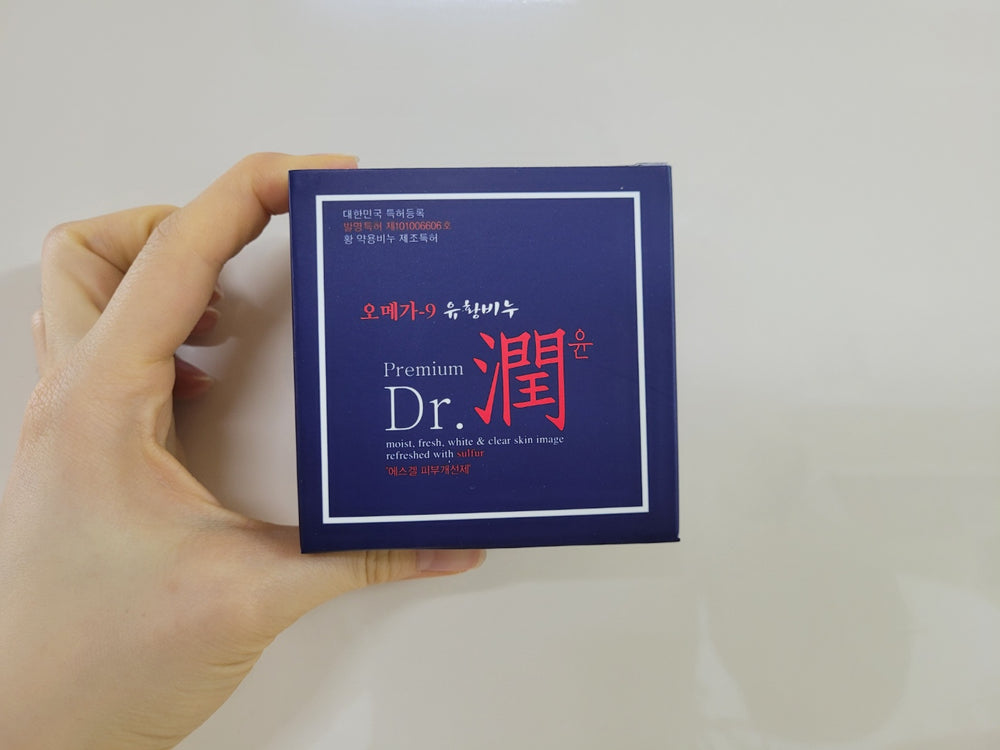 대한민국 특허등록
발명특허 제101006606호
황 약용비누 제조특허
오메가-9 유황비누
Premium
Dr. 潤 윤
moist, fresh, white & clear skin image
refreshed with sulfur
'에스겔 피부개선제'